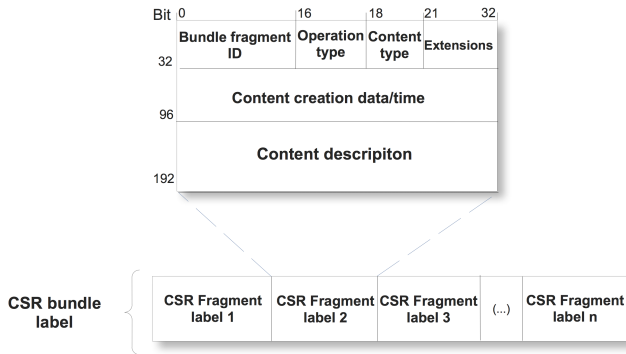 Bit 0 16 18 21 32
Bundle fragment ID
Operation type
Content type
Extensions
32
Content creation data/time
96
Content descripiton
192
CSR bundle label
CSR Fragment label 1
CSR Fragment label 2
CSR Fragment label 3
(...)
CSR Fragment label n